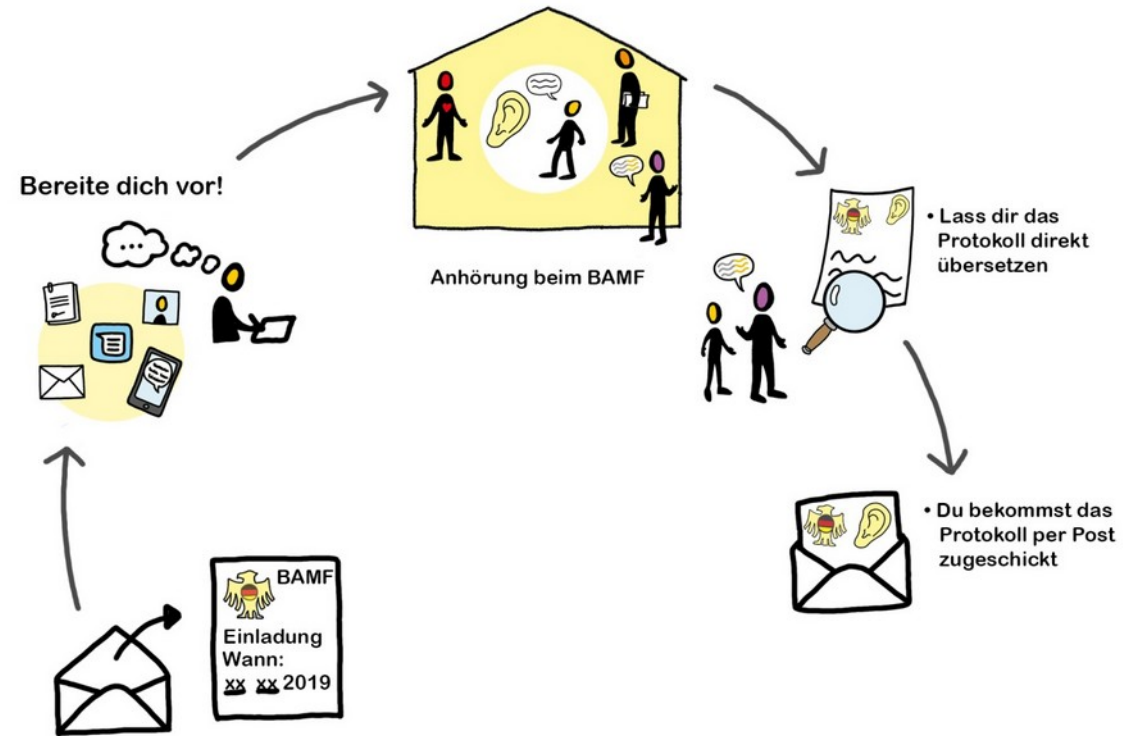 Bereite dich vor!
Anhörung beim BAMF
• Lass dir das
Protokoll direkt
übersetzen
• Du bekommst das
Protokoll per Post
zugeschickt
BAMF
Einladung
Wann:
xx xx 2019